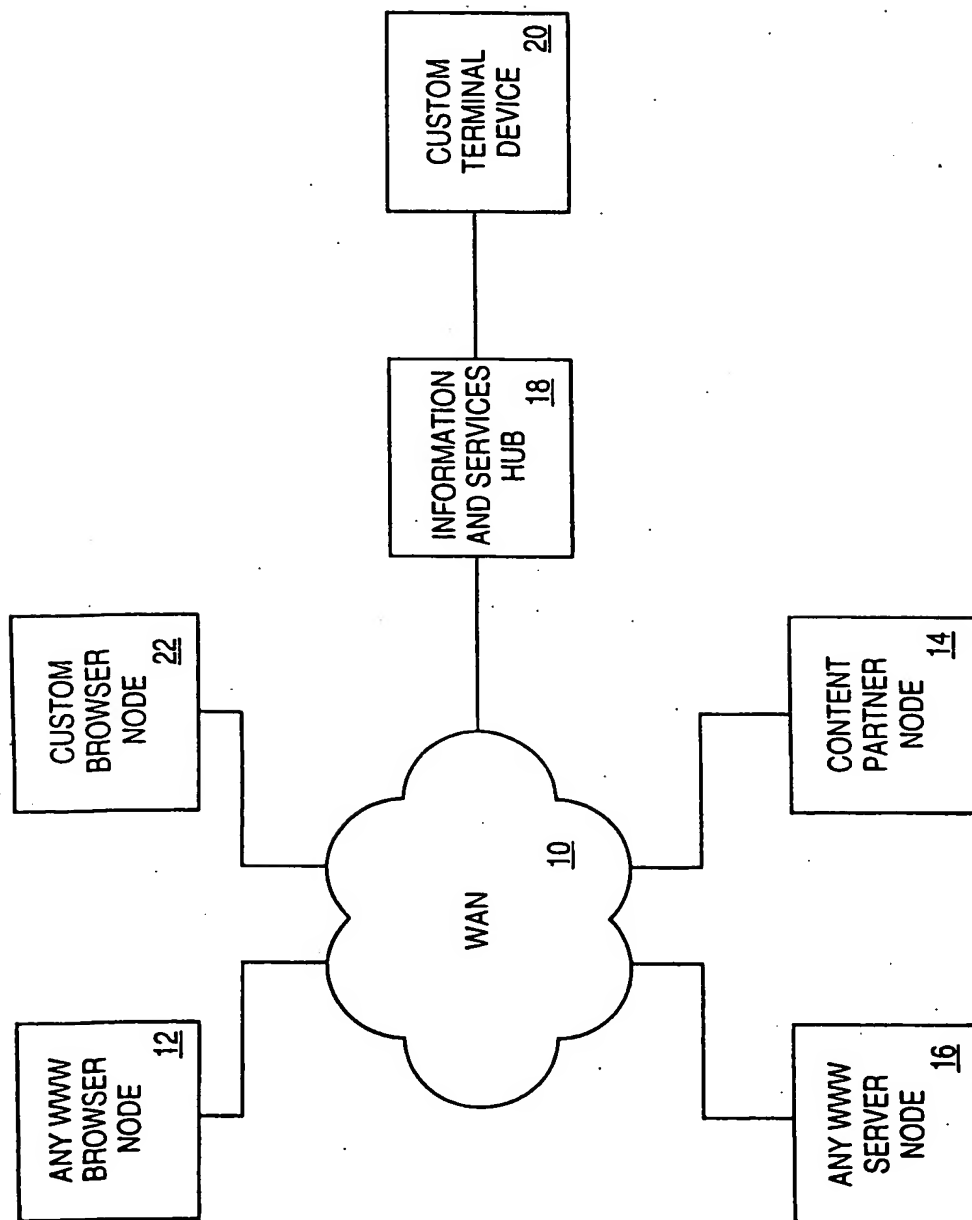 ANY WWW
BROWSER
NODE
12
CUSTOM
BROWSER
NODE
22
WAN
10
INFORMATION
AND SERVICES
HUB
18
CUSTOM
TERMINAL
DEVICE
20
ANY WWW
SERVER
NODE
16
CONTENT
PARTNER
NODE
14